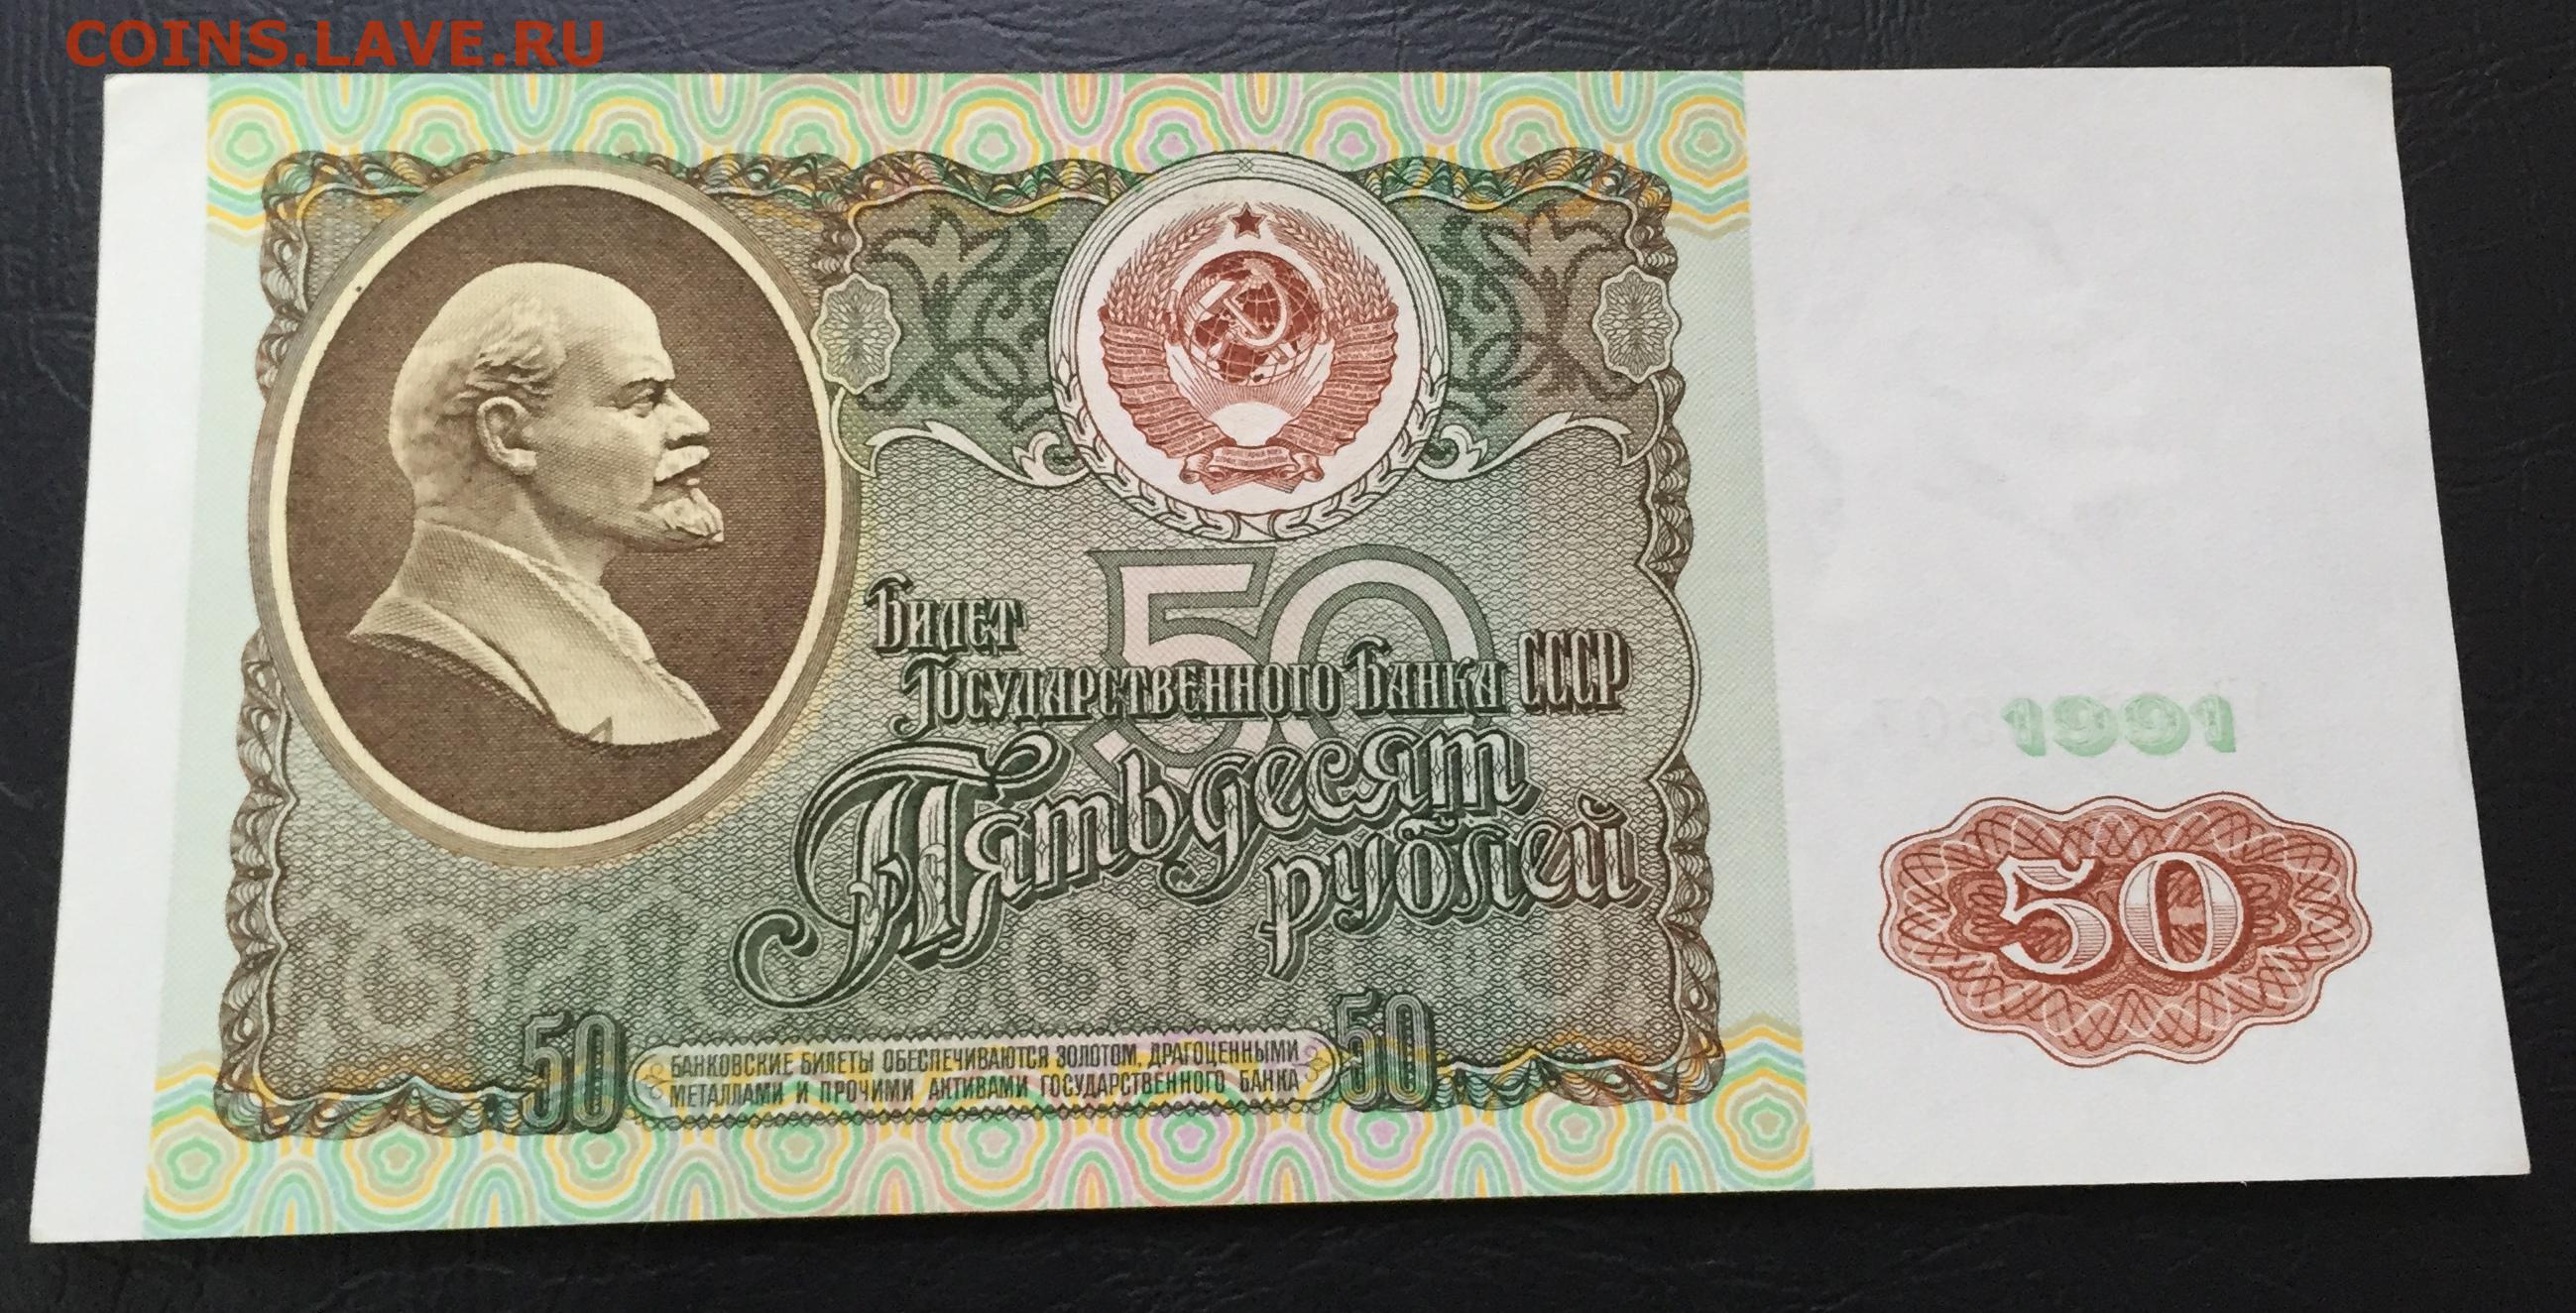 COINS.LAVE.RU
50
Билет
Государственного Банка СССР
Пятьдесят
рублей
1991
50
50
БАНКОВСКИЕ БИЛЕТЫ ОБЕСПЕЧИВАЮТСЯ ЗОЛОТОМ, ДРАГОЦЕННЫМИ
МЕТАЛЛАМИ И ПРОЧИМИ АКТИВАМИ ГОСУДАРСТВЕННОГО БАНКА
50